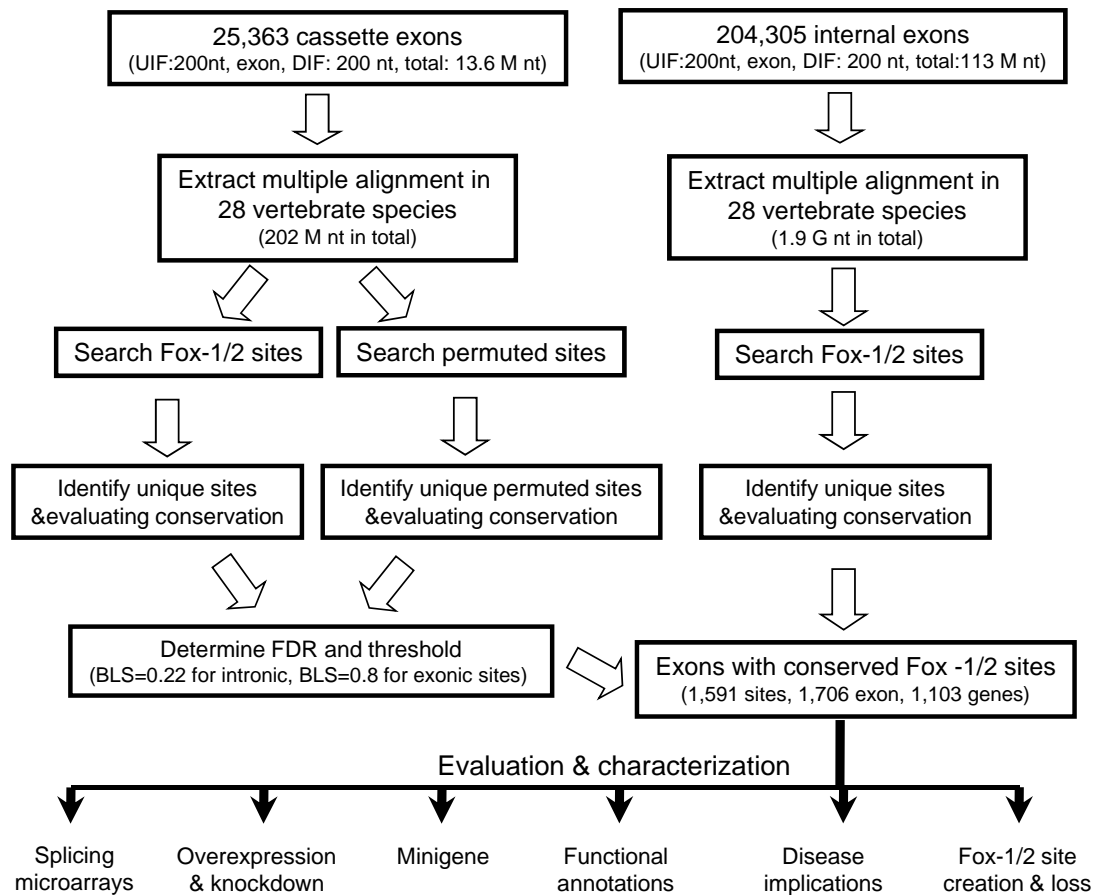 25,363 cassette exons
(UIF:200nt, exon, DIF: 200 nt, total: 13.6 M nt)
204,305 internal exons
(UIF:200nt, exon, DIF: 200 nt, total:113 M nt)
Extract multiple alignment in
28 vertebrate species
(202 M nt in total)
Extract multiple alignment in
28 vertebrate species
(1.9 G nt in total)
Search Fox-1/2 sites
Search permuted sites
Search Fox-1/2 sites
Identify unique sites
&evaluating conservation
Identify unique permuted sites
&evaluating conservation
Identify unique sites
&evaluating conservation
Determine FDR and threshold
(BLS=0.22 for intronic, BLS=0.8 for exonic sites)
Exons with conserved Fox -1/2 sites
(1,591 sites, 1,706 exon, 1,103 genes)
Evaluation & characterization
Splicing
microarrays
Overexpression
& knockdown
Minigene
Functional
annotations
Disease
implications
Fox-1/2 site
creation & loss